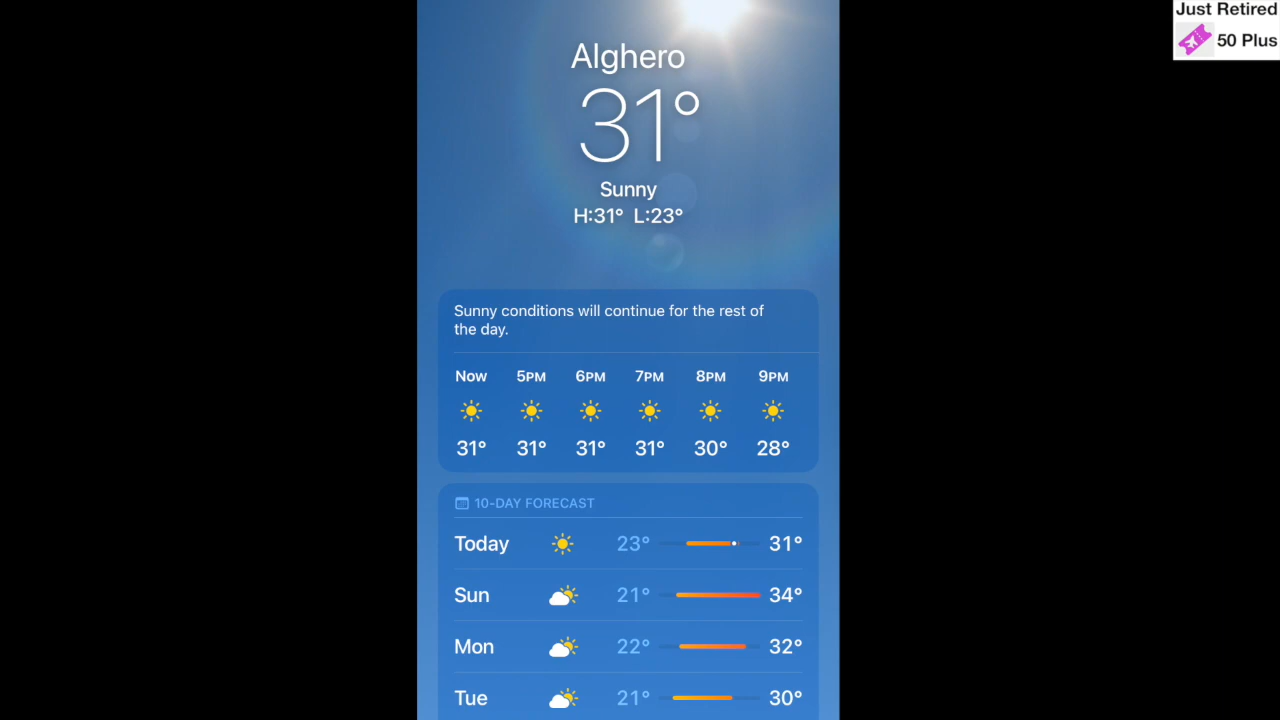 Just Retired
50 Plus
Alghero
31°
Sunny
H:31° L:23°
Sunny conditions will continue for the rest of
the day.
Now 5PM 6PM 7PM 8PM 9PM
31° 31° 31° 31° 30° 28°
10-DAY FORECAST
Today 23° 31°
Sun 21° 34°
Mon 22° 32°
Tue 21° 30°